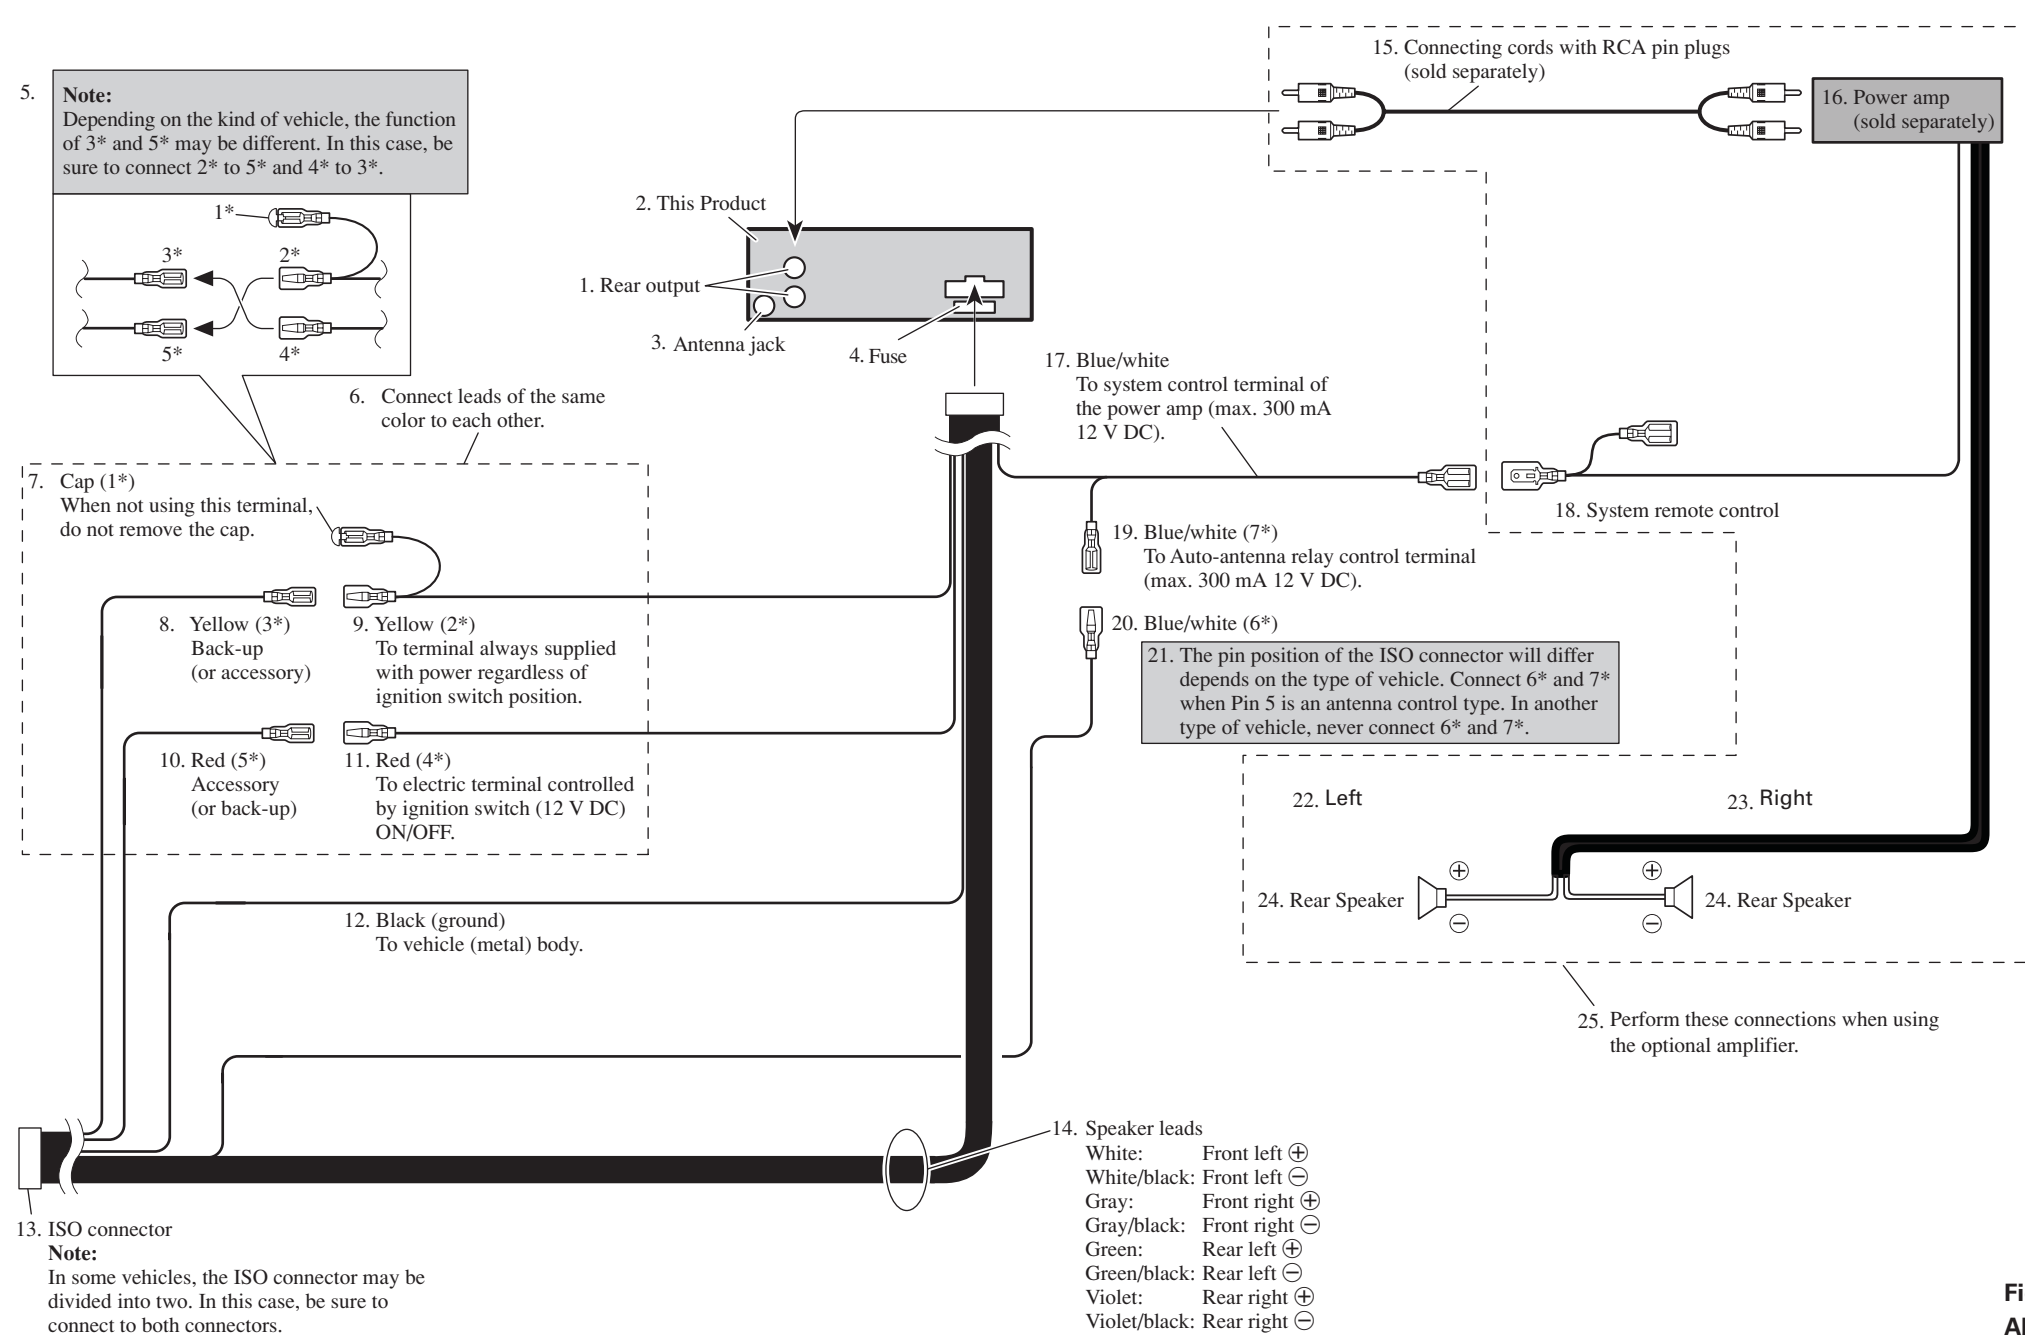 15. Connecting cords with RCA pin plugs
(sold separately)
16. Power amp
(sold separately)
5.
Note:
Depending on the kind of vehicle, the function
of 3* and 5* may be different. In this case, be
sure to connect 2* to 5* and 4* to 3*.
1*
3*
2*
5*
4*
2. This Product
1. Rear output
3. Antenna jack
4. Fuse
6. Connect leads of the same
color to each other.
7. Cap (1*)
When not using this terminal,
do not remove the cap.
8. Yellow (3*)
Back-up
(or accessory)
9. Yellow (2*)
To terminal always supplied
with power regardless of
ignition switch position.
10. Red (5*)
Accessory
(or back-up)
11. Red (4*)
To electric terminal controlled
by ignition switch (12 V DC)
ON/OFF.
12. Black (ground)
To vehicle (metal) body.
13. ISO connector
Note:
In some vehicles, the ISO connector may be
divided into two. In this case, be sure to
connect to both connectors.
14. Speaker leads
White: Front left ⊕
White/black: Front left ⊖
Gray: Front right ⊕
Gray/black: Front right ⊖
Green: Rear left ⊕
Green/black: Rear left ⊖
Violet: Rear right ⊕
Violet/black: Rear right ⊖
17. Blue/white
To system control terminal of
the power amp (max. 300 mA
12 V DC).
18. System remote control
19. Blue/white (7*)
To Auto-antenna relay control terminal
(max. 300 mA 12 V DC).
20. Blue/white (6*)
21. The pin position of the ISO connector will differ
depends on the type of vehicle. Connect 6* and 7*
when Pin 5 is an antenna control type. In another
type of vehicle, never connect 6* and 7*.
22. Left
23. Right
⊕
⊕
24. Rear Speaker
24. Rear Speaker
⊖
⊖
25. Perform these connections when using
the optional amplifier.
Fi